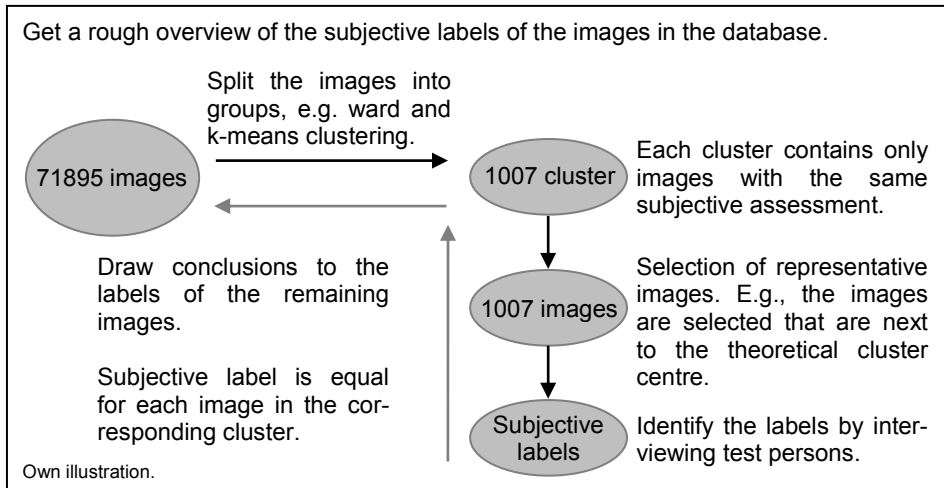 Get a rough overview of the subjective labels of the images in the database.
Split the images into
groups, e.g. ward and
k-means clustering.
71895 images
1007 cluster
Each cluster contains only
images with the same
subjective assessment.
Draw conclusions to the
labels of the remaining
images.
1007 images
Selection of representative
images. E.g., the images
are selected that are next
to the theoretical cluster
centre.
Subjective label is equal
for each image in the cor-
responding cluster.
Subjective
labels
Identify the labels by inter-
viewing test persons.
Own illustration.